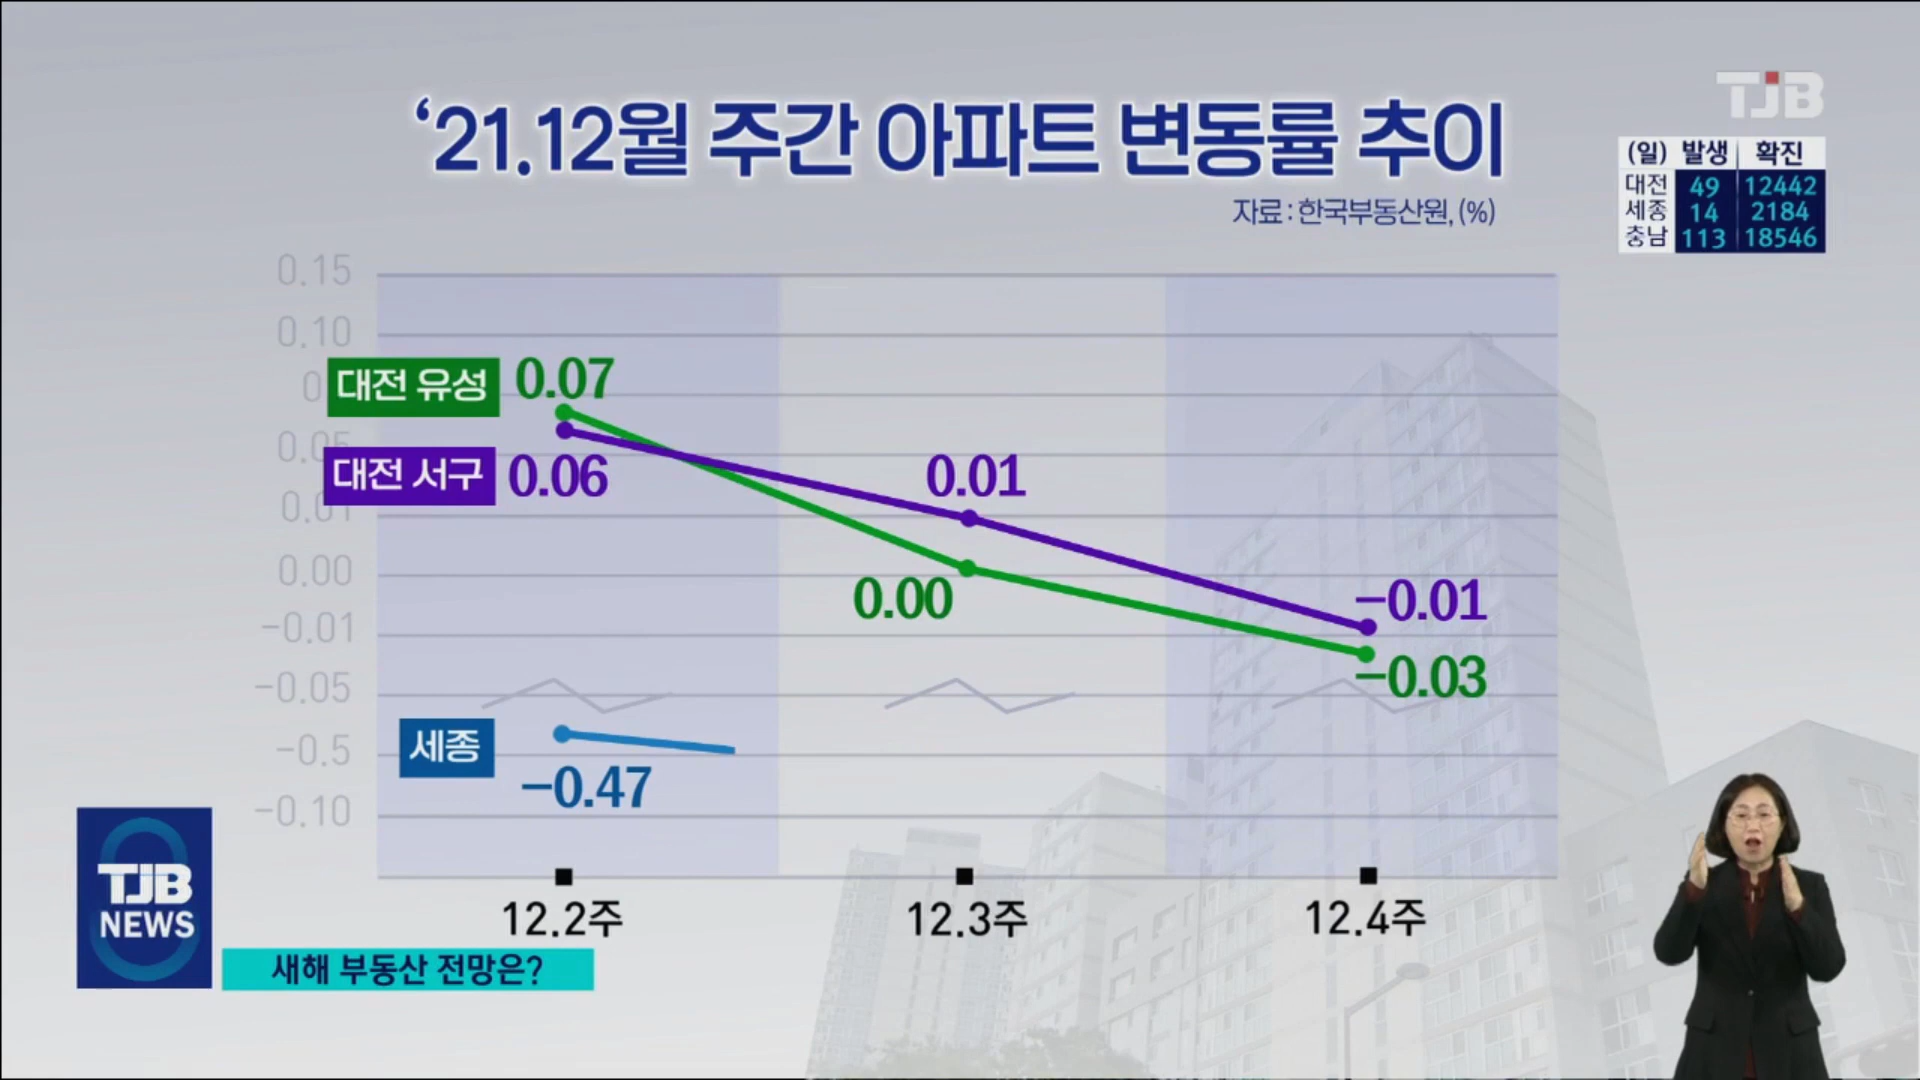 ‘21.12월 주간 아파트 변동률 추이
자료 : 한국부동산원, (%)
TJB
(일) 발생 확진
대전 49 12442
세종 14 2184
충남 113 18546
0.15
0.10
대전 유성 0.07
0.05
대전 서구 0.06
0.01
0.01
0.00
0.00
-0.01
-0.01
-0.03
-0.05
세종
-0.5
-0.47
-0.10
12.2주 12.3주 12.4주
TJB
NEWS
새해 부동산 전망은?